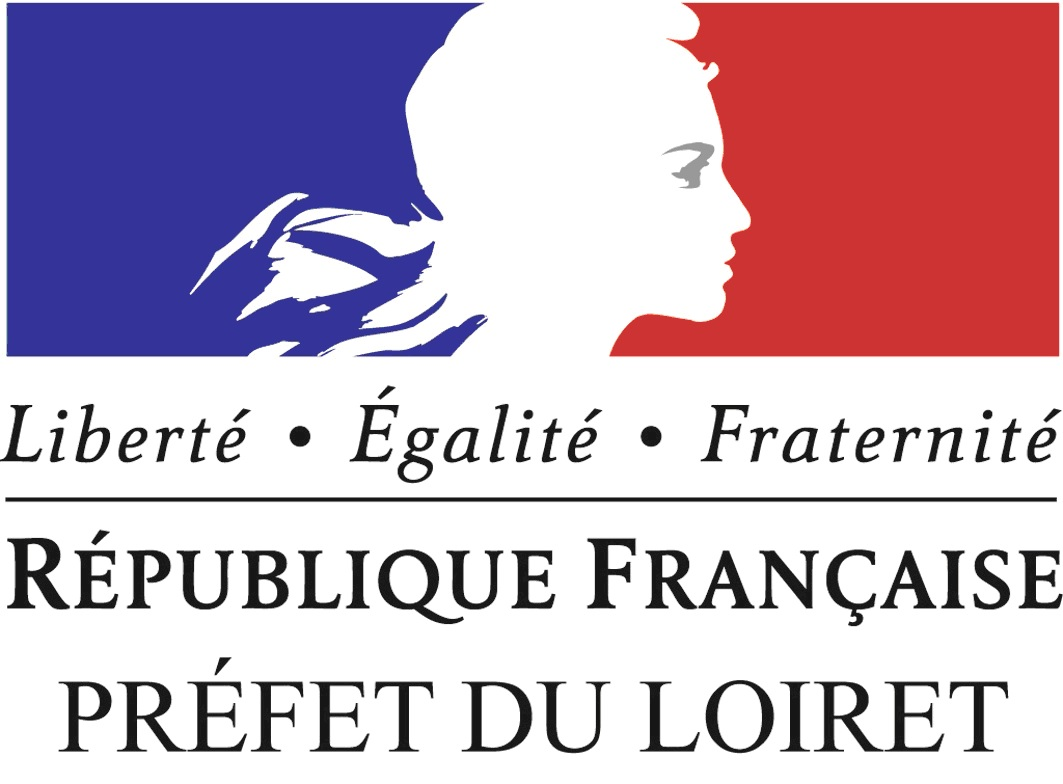 Liberté • Égalité • Fraternité
RÉPUBLIQUE FRANÇAISE
PRÉFET DU LOIRET